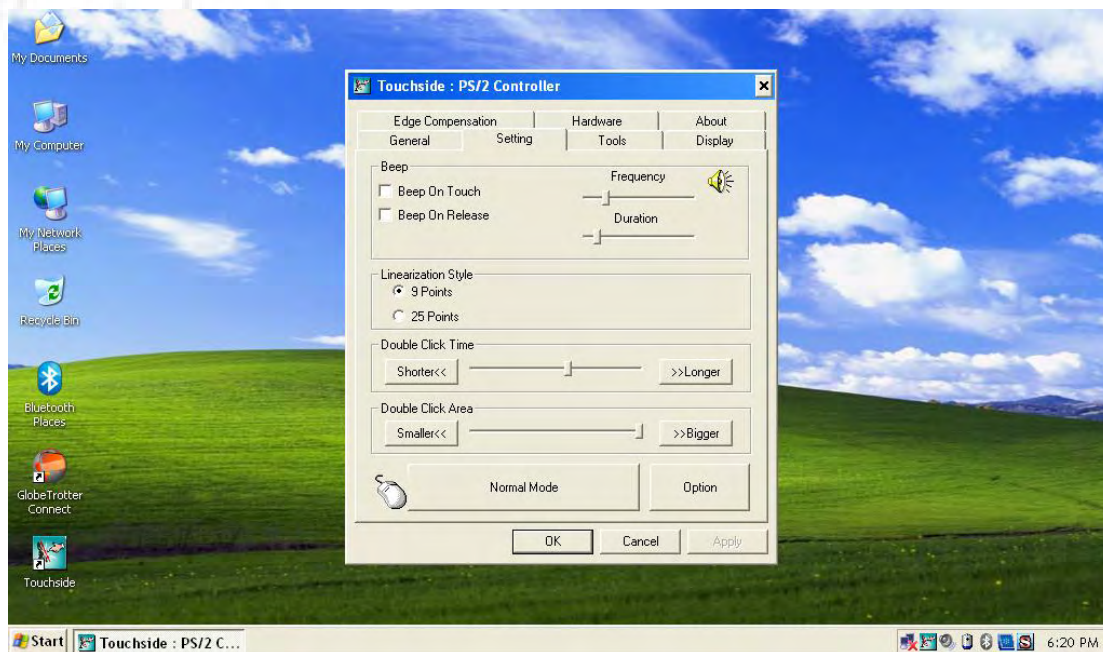 My Documents
My Computer
My Network
Places
Recycle Bin
Bluetooth
Places
GlobeTrotter
Connect
Touchside
Touchside : PS/2 Controller
Edge Compensation Hardware About
General Setting Tools Display
Beep
Beep On Touch
Beep On Release
Frequency
Duration
Linearization Style
9 Points
25 Points
Double Click Time
Shorter<< >>Longer
Double Click Area
Smaller<< >>Bigger
Normal Mode Option
OK Cancel Apply
Start Touchside : PS/2 C... 6:20 PM